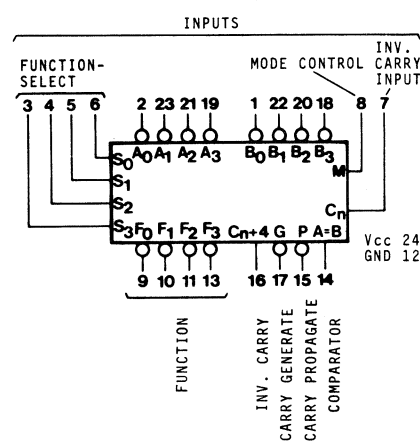 INPUTS
FUNCTION-
SELECT
MODE CONTROL
INV.
CARRY
INPUT
3 4 5 6 2 23 21 19 1 22 20 18 8 7
S0 A0 A1 A2 A3 B0 B1 B2 B3
M
S1
Cn
S2
S3 F0 F1 F2 F3 Cn+4 G P A=B
Vcc 24
GND 12
9 10 11 13 16 17 15 14
FUNCTION
INV. CARRY
CARRY GENERATE
CARRY PROPAGATE
COMPARATOR